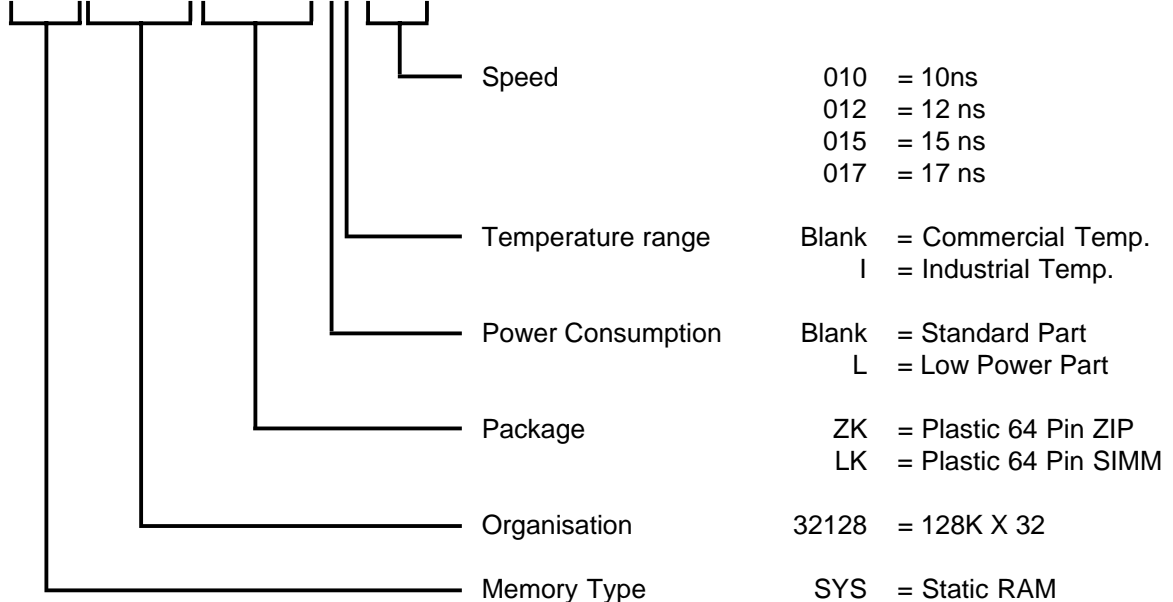 Speed 010 = 10ns
012 = 12 ns
015 = 15 ns
017 = 17 ns
Temperature range Blank = Commercial Temp.
I = Industrial Temp.
Power Consumption Blank = Standard Part
L = Low Power Part
Package ZK = Plastic 64 Pin ZIP
LK = Plastic 64 Pin SIMM
Organisation 32128 = 128K X 32
Memory Type SYS = Static RAM